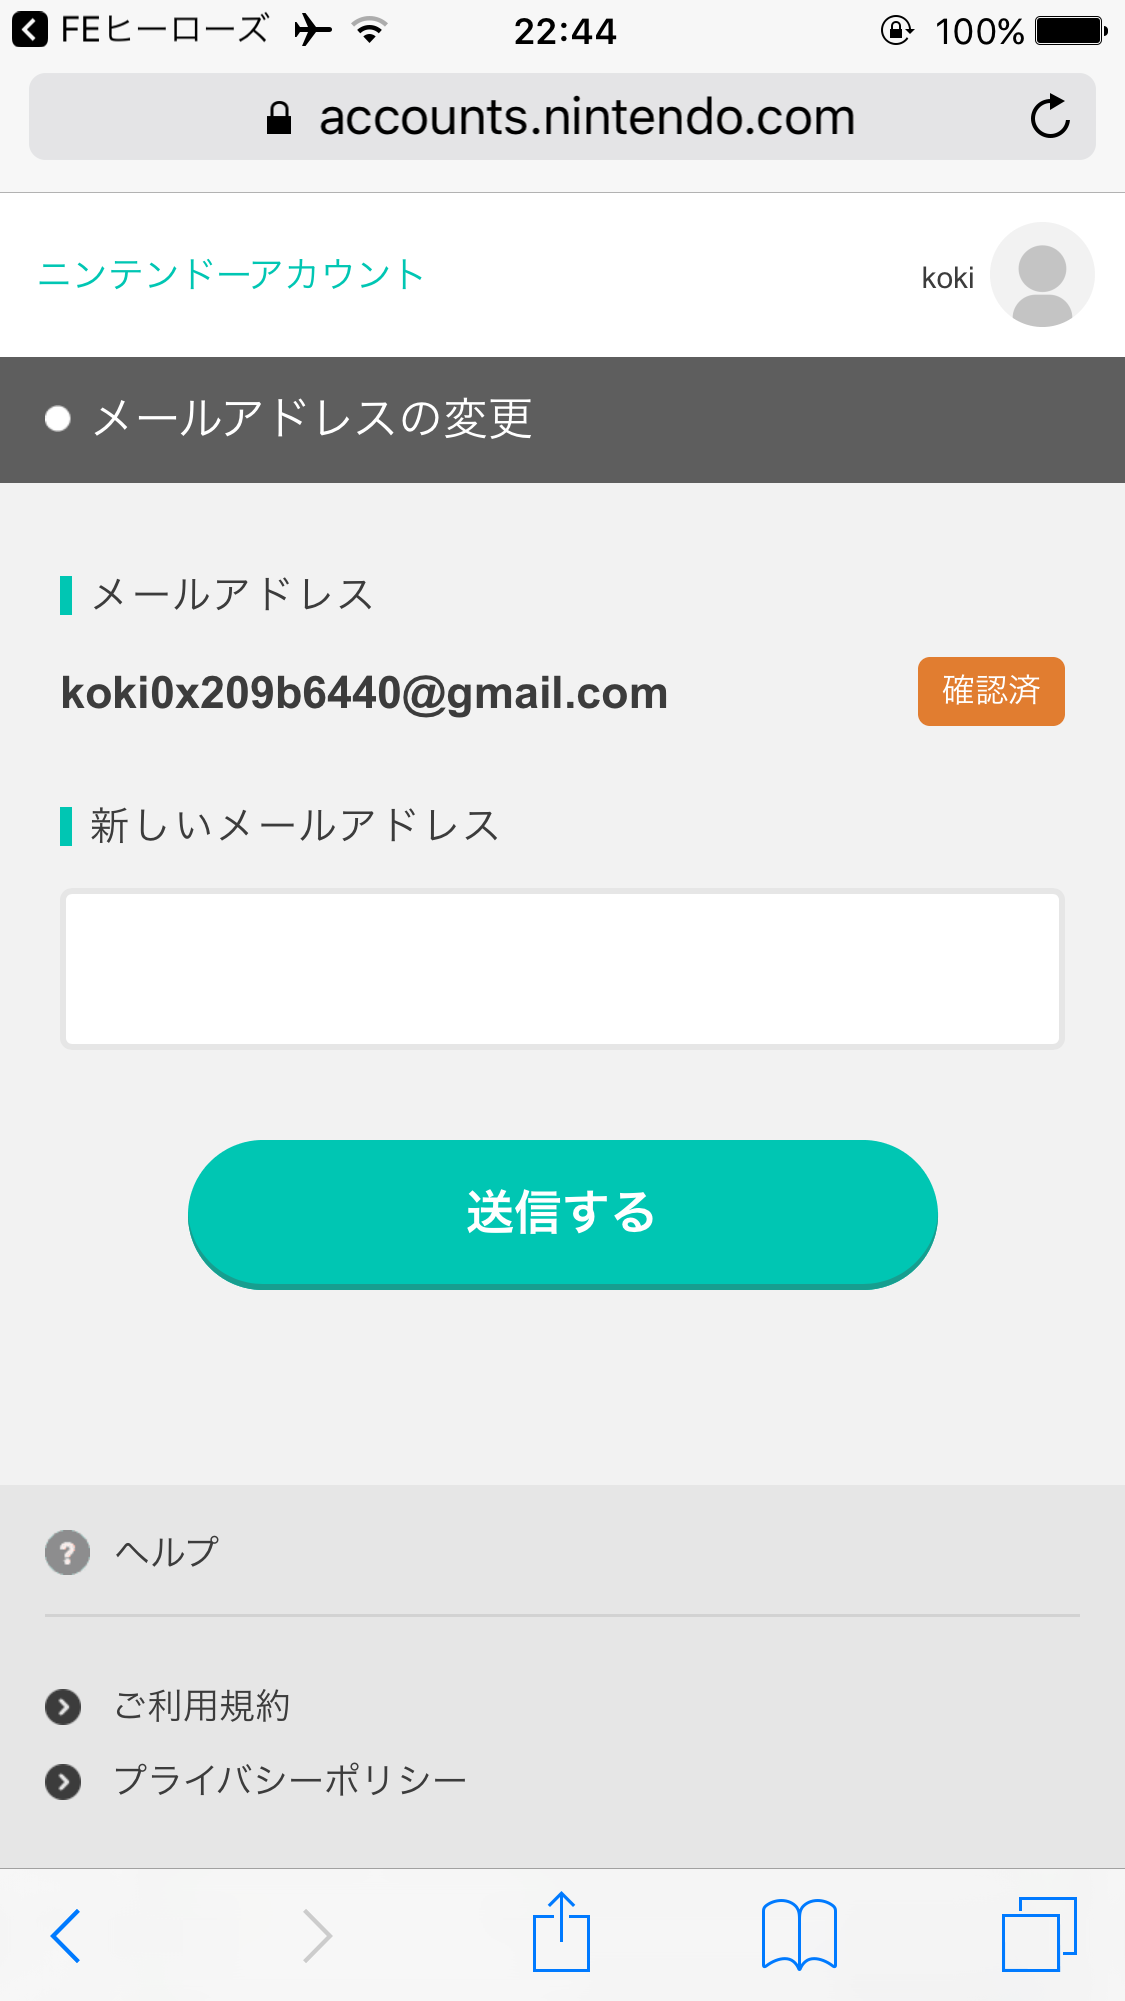 FEヒーローズ 22:44 100%
accounts.nintendo.com
ニンテンドーアカウント koki
メールアドレスの変更
メールアドレス
koki0x209b6440@gmail.com 確認済
新しいメールアドレス
送信する
? ヘルプ
ご利用規約
プライバシーポリシー